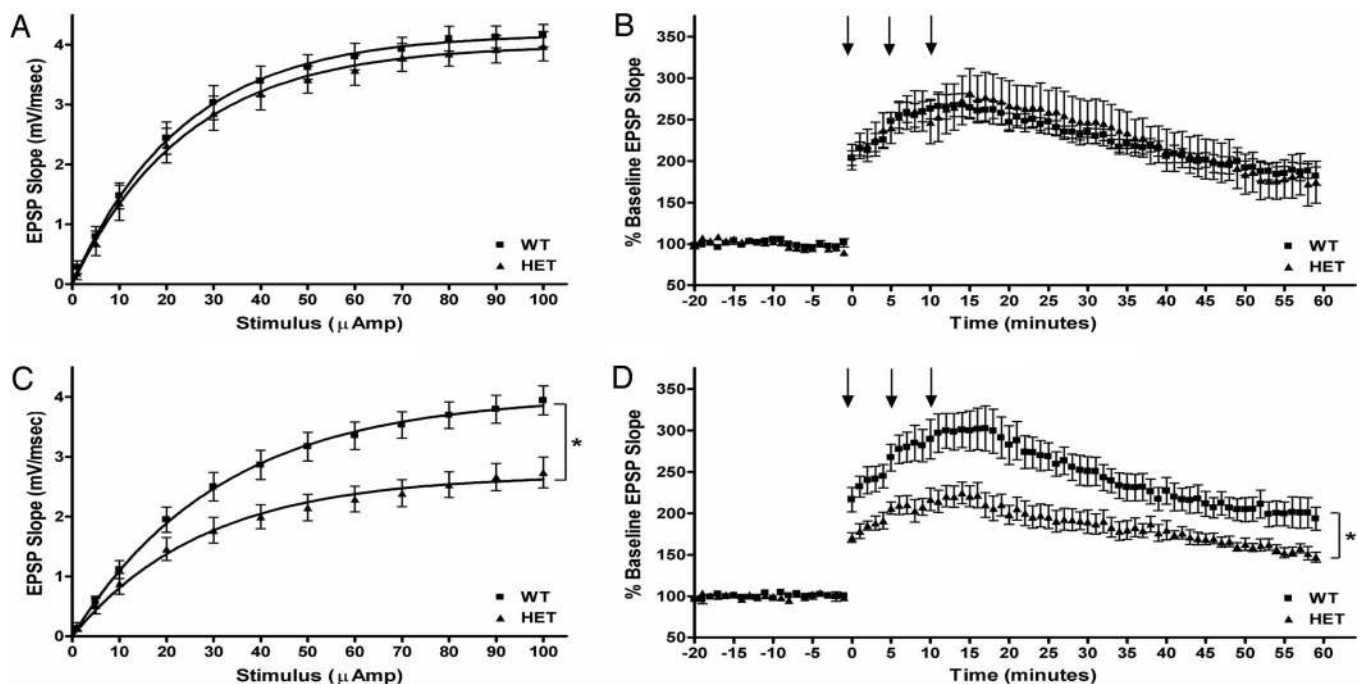 A
EPSP Slope (mV/msec)
4
3
2
1
0
WT
HET
0 10 20 30 40 50 60 70 80 90 100
Stimulus (μ Amp)
B
% Baseline EPSP Slope
350
300
250
200
150
100
50
WT
HET
-20 -15 -10 -5 0 5 10 15 20 25 30 35 40 45 50 55 60
Time (minutes)
C
EPSP Slope (mV/msec)
4
3
2
1
0
*
WT
HET
0 10 20 30 40 50 60 70 80 90 100
Stimulus (μ Amp)
D
% Baseline EPSP Slope
350
300
250
200
150
100
50
*
WT
HET
-20 -15 -10 -5 0 5 10 15 20 25 30 35 40 45 50 55 60
Time (minutes)